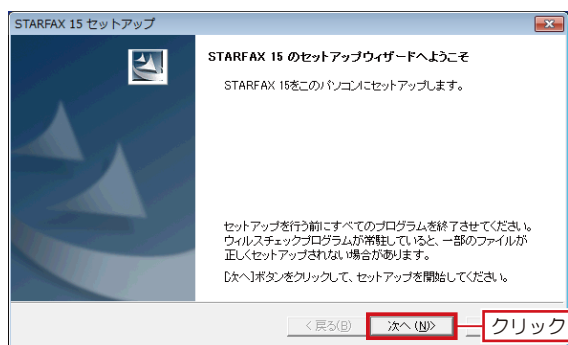 STARFAX 15 セットアップ
STARFAX 15 のセットアップウィザードへようこそ
STARFAX 15をこのパソコンにセットアップします。
セットアップを行う前にすべてのプログラムを終了させてください。
ウィルスチェックプログラムが常駐していると、一部のファイルが
正しくセットアップされない場合があります。
[次へ]ボタンをクリックして、セットアップを開始してください。
< 戻る(B)
次へ (N)>
クリック